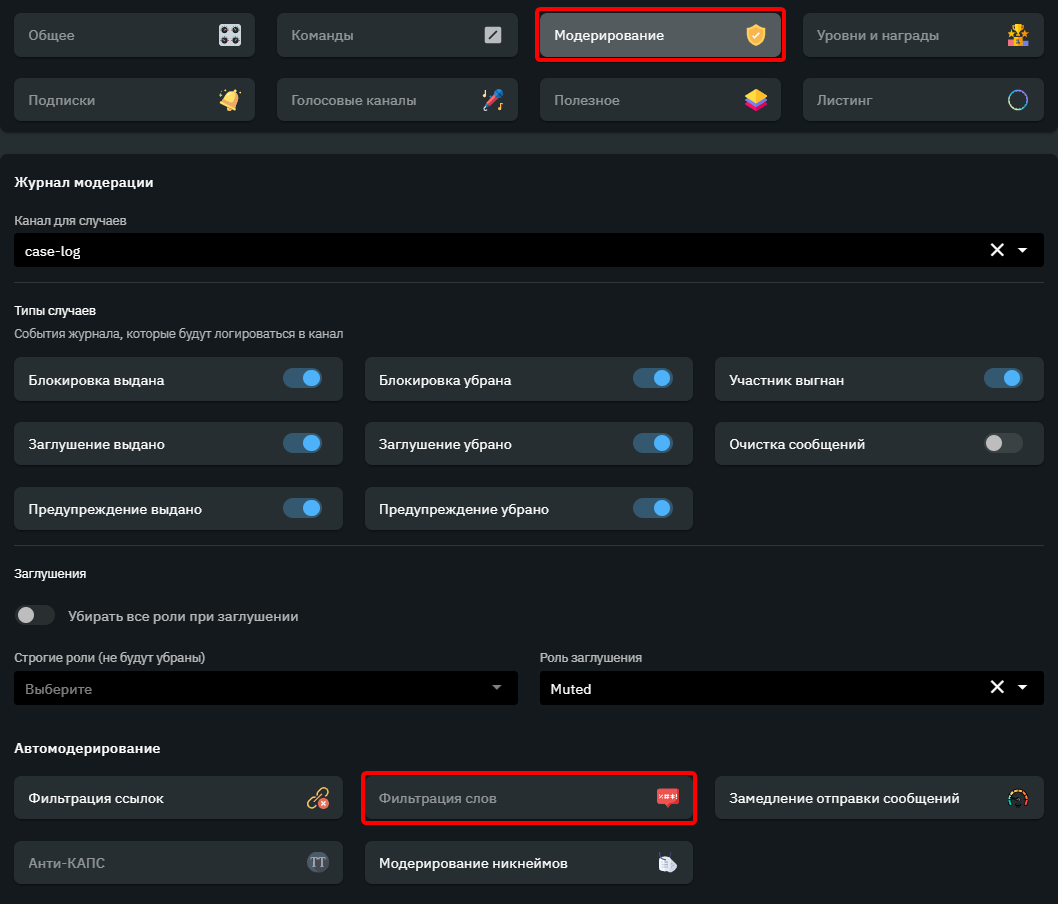 Общее
Команды
Модерирование
Уровни и награды
Подписки
Голосовые каналы
Полезное
Листинг
Журнал модерации
Канал для случаев
case-log
Типы случаев
События журнала, которые будут логироваться в канал
Блокировка выдана
Блокировка убрана
Участник выгнан
Заглушение выдано
Заглушение убрано
Очистка сообщений
Предупреждение выдано
Предупреждение убрано
Заглушения
Убирать все роли при заглушении
Строгие роли (не будут убраны)
Роль заглушения
Выберите
Muted
Автомодерирование
Фильтрация ссылок
Фильтрация слов
Замедление отправки сообщений
Анти-КАПС
TT
Модерирование никнеймов